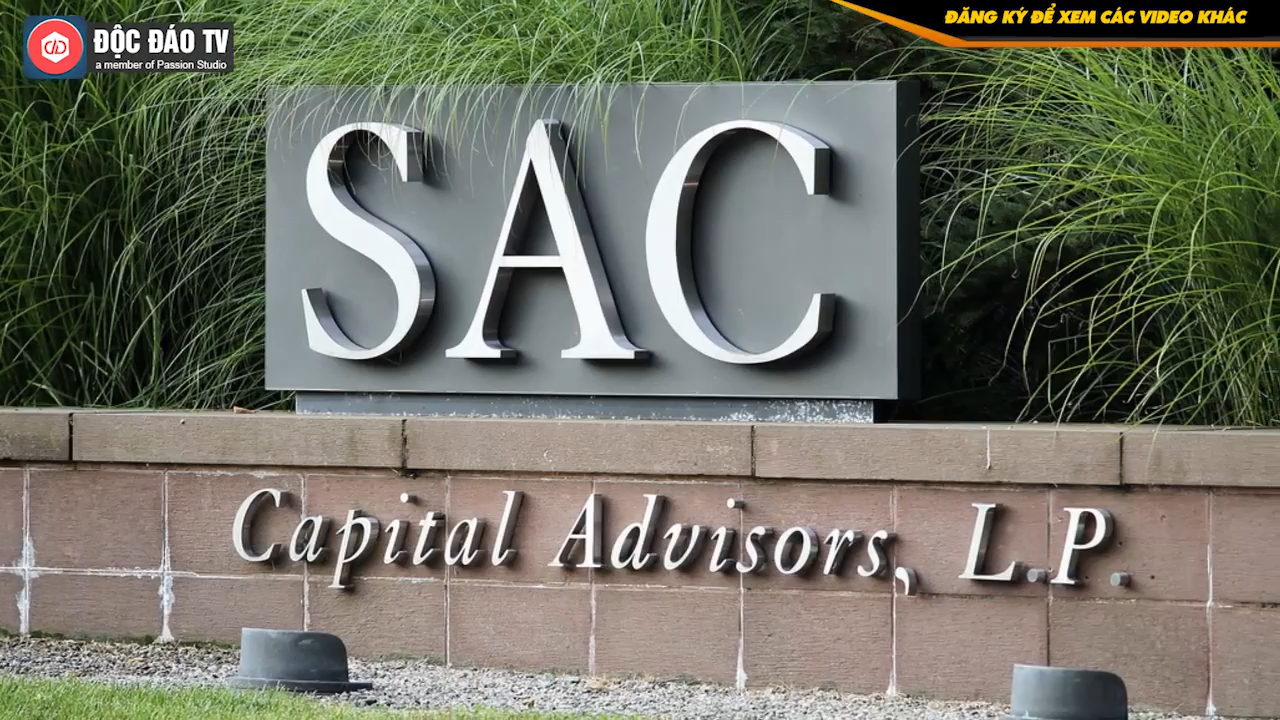 ĐỘC ĐÁO TV
a member of Passion Studio
ĐĂNG KÝ ĐỂ XEM CÁC VIDEO KHÁC
SAC
Capital Advisors, L.P.